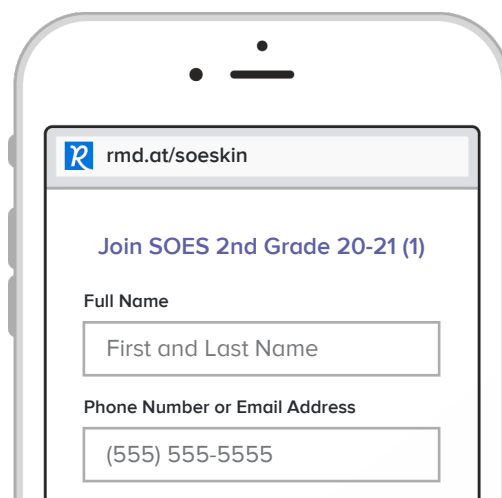 rmd.at/soeskin
Join SOES 2nd Grade 20-21 (1)
Full Name
First and Last Name
Phone Number or Email Address
(555) 555-5555